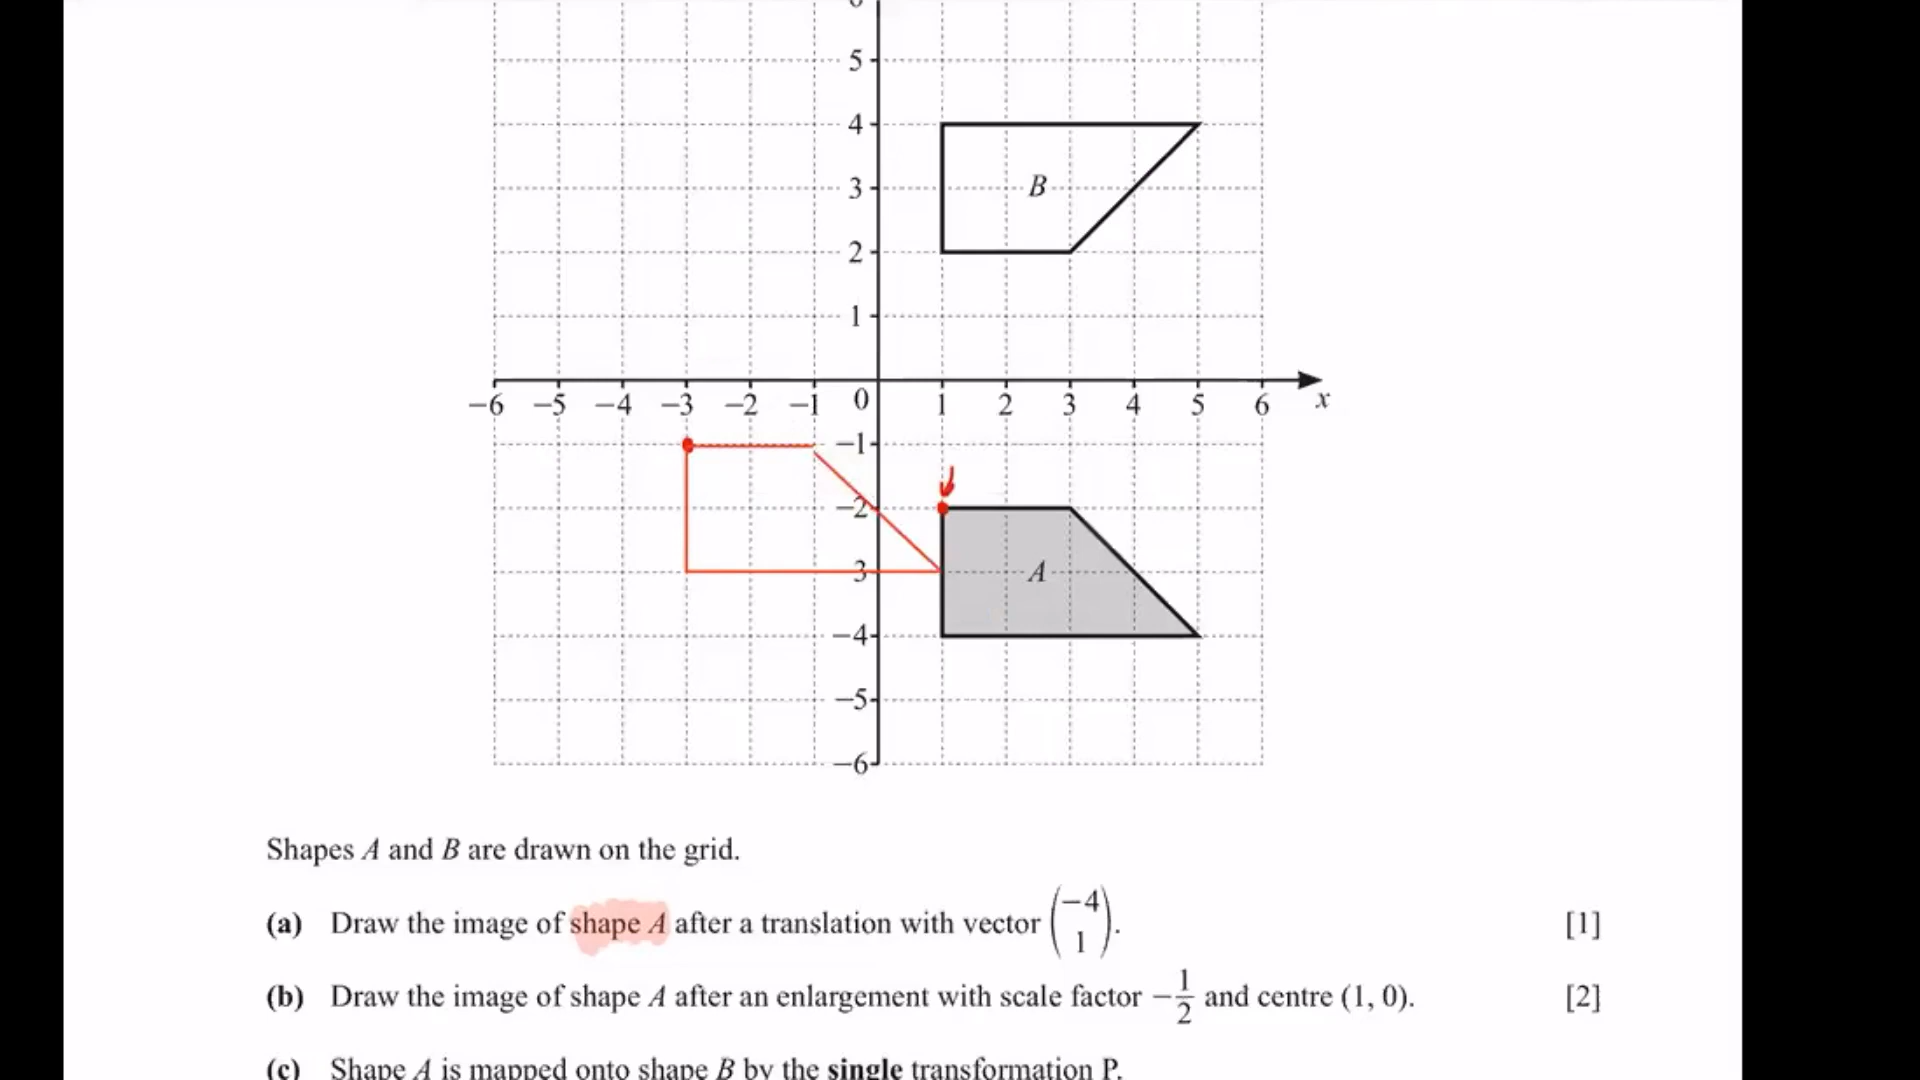 6
5
4
3
B
2
1
−6 −5 −4 −3 −2 −1 0 1 2 3 4 5 6 x
−1
−2
3
A
−4
−5
−6
Shapes A and B are drawn on the grid.
(a) Draw the image of shape A after a translation with vector (−4 1). [1]
(b) Draw the image of shape A after an enlargement with scale factor −1/2 and centre (1, 0). [2]
(c) Shape A is mapped onto shape B by the single transformation P.